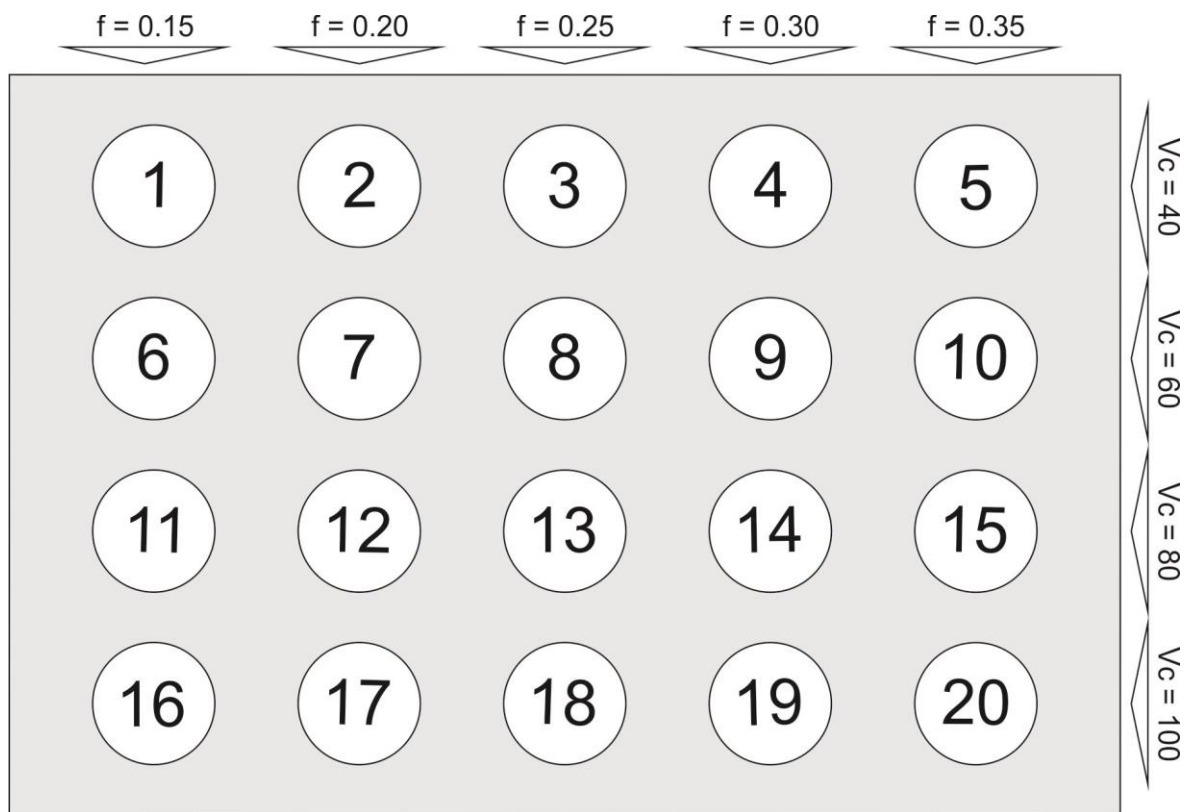 f = 0.15 f = 0.20 f = 0.25 f = 0.30 f = 0.35
1 2 3 4 5
Vc = 40
6 7 8 9 10
Vc = 60
11 12 13 14 15
Vc = 80
16 17 18 19 20
Vc = 100